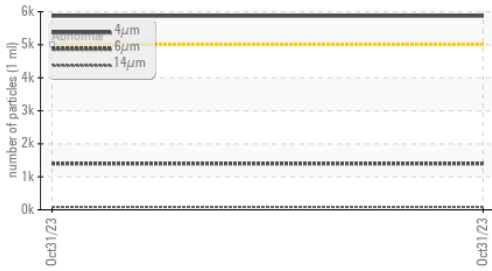 6k
5k
4k
3k
2k
1k
0k
number of particles (1 ml)
Abnormal
4µm
6µm
14µm
Oct31/23
Oct31/23